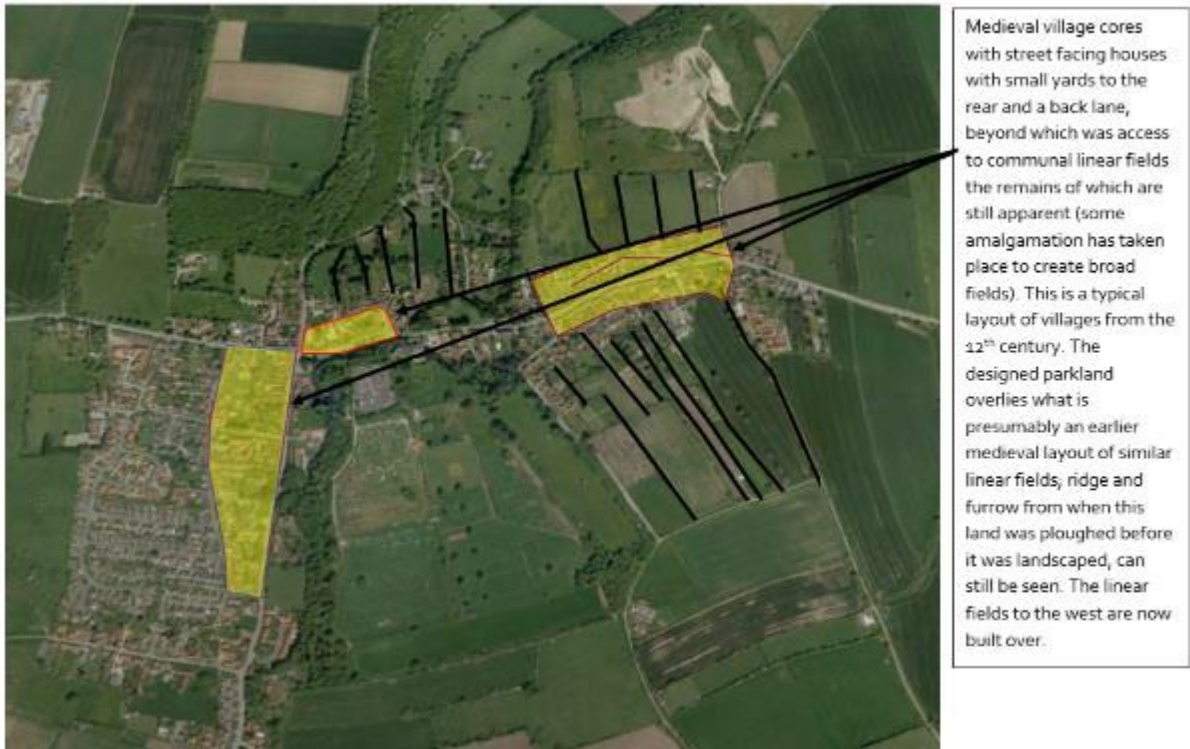 Medieval village cores
with street facing houses
with small yards to the
rear and a back lane,
beyond which was access
to communal linear fields
the remains of which are
still apparent (some
amalgamation has taken
place to create broad
fields). This is a typical
layout of villages from the
12th century. The
designed parkland
overlies what is
presumably an earlier
medieval layout of similar
linear fields; ridge and
furrow from when this
land was ploughed before
it was landscaped, can
still be seen. The linear
fields to the west are now
built over.